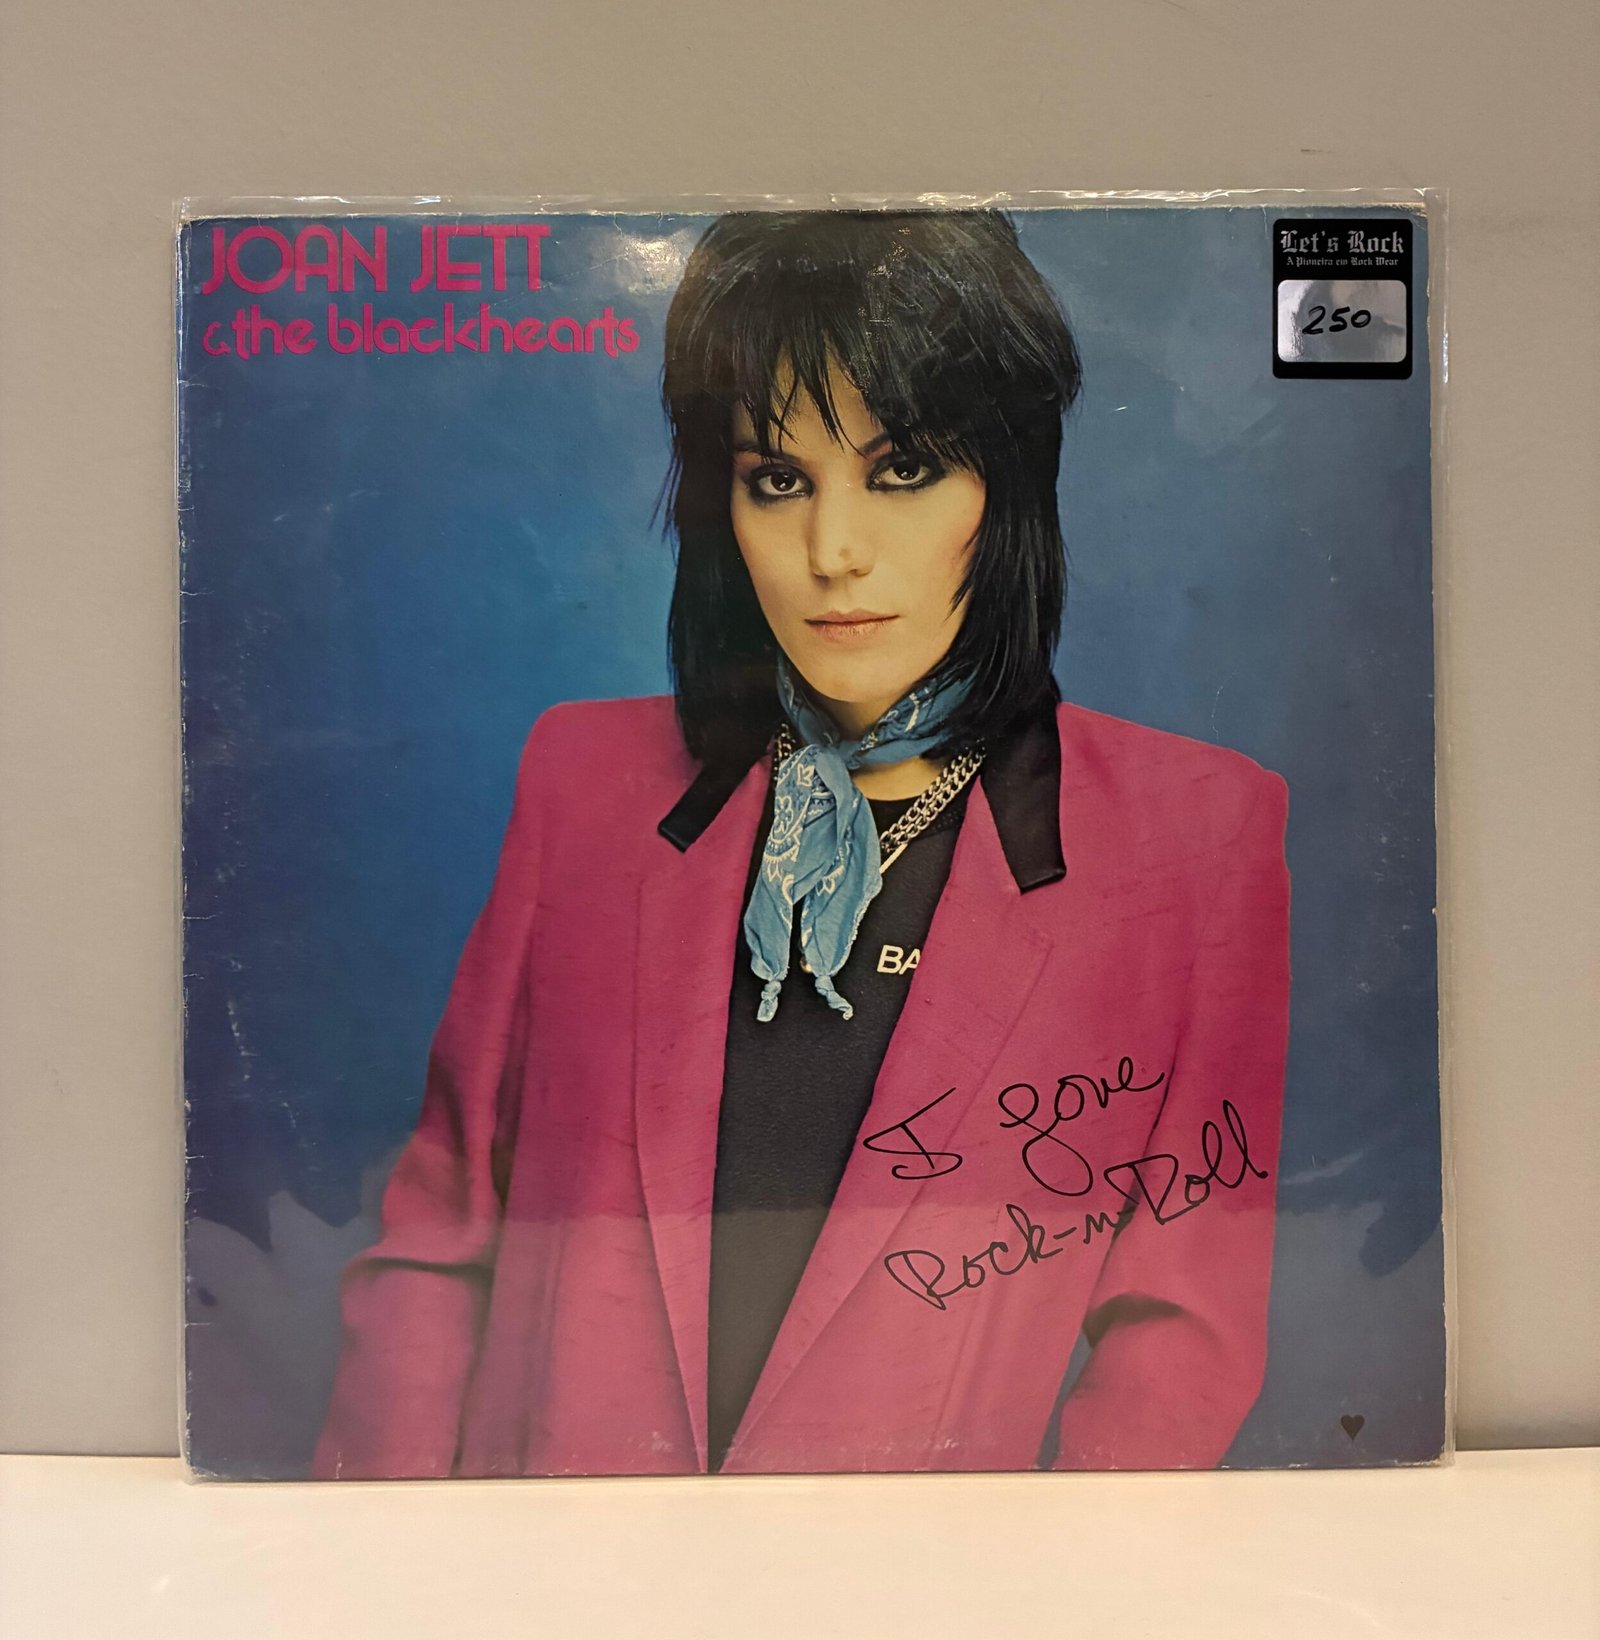 JOAN JETT
& the blackhearts
Let's Rock
A Pioneira em Rock Wear
250
BA
I Love
Rock-n-Roll